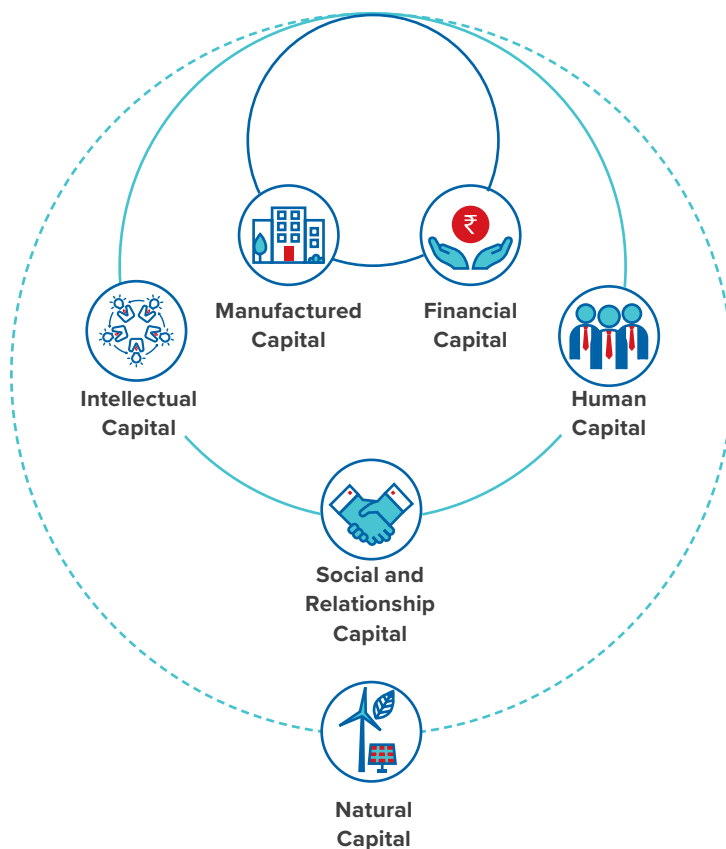 ₹
Manufactured
Capital
Financial
Capital
Intellectual
Capital
Human
Capital
Social and
Relationship
Capital
Natural
Capital